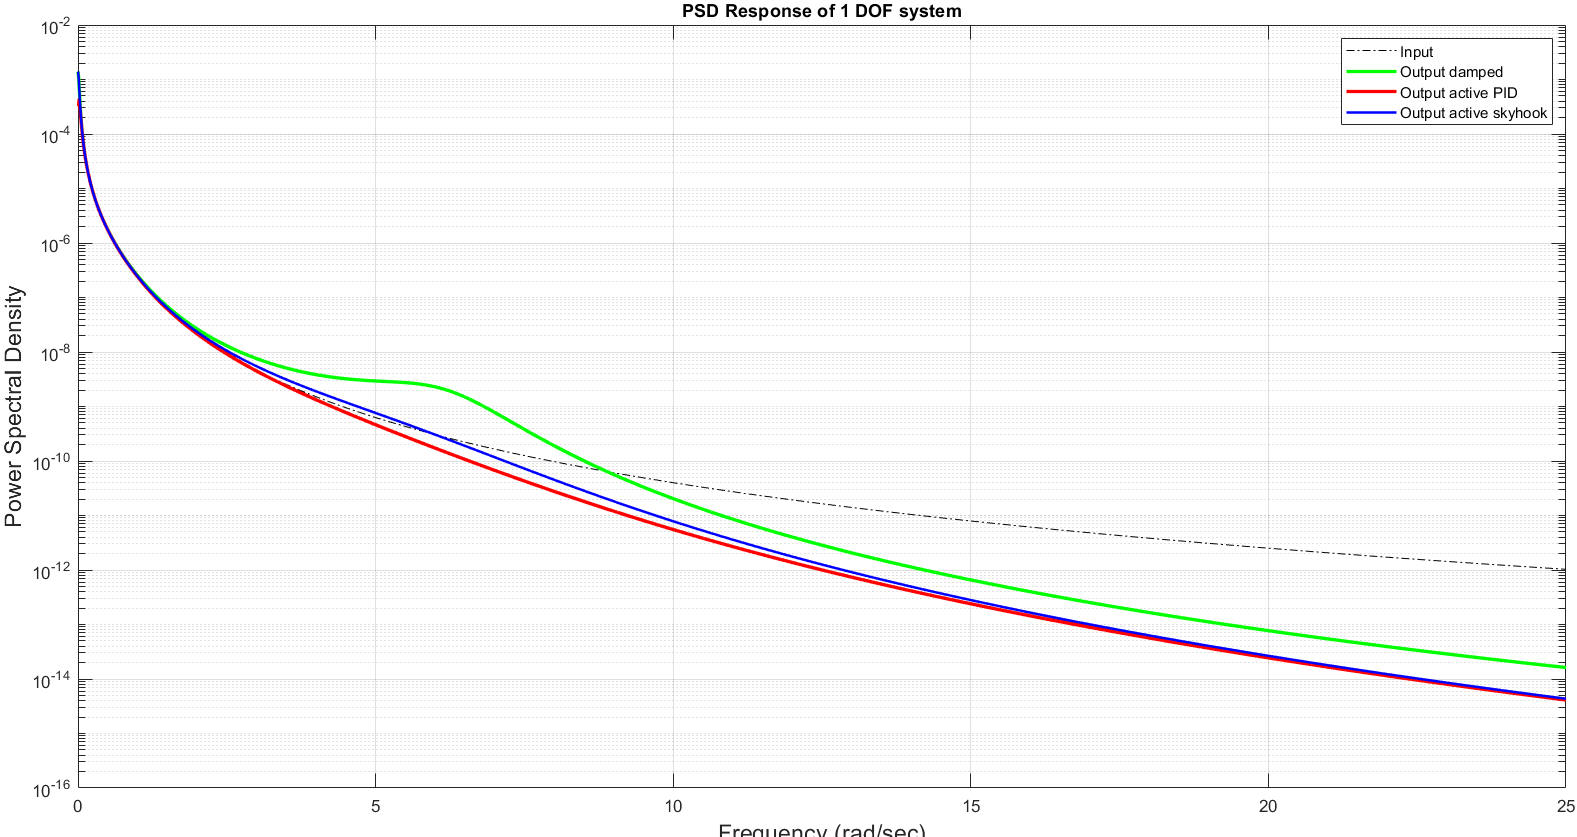 PSD Response of 1 DOF system
10-2
10-4
10-6
10-8
10-10
10-12
10-14
10-16
Power Spectral Density
Input
Output damped
Output active PID
Output active skyhook
0 5 10 15 20 25
Frequency (rad/sec)